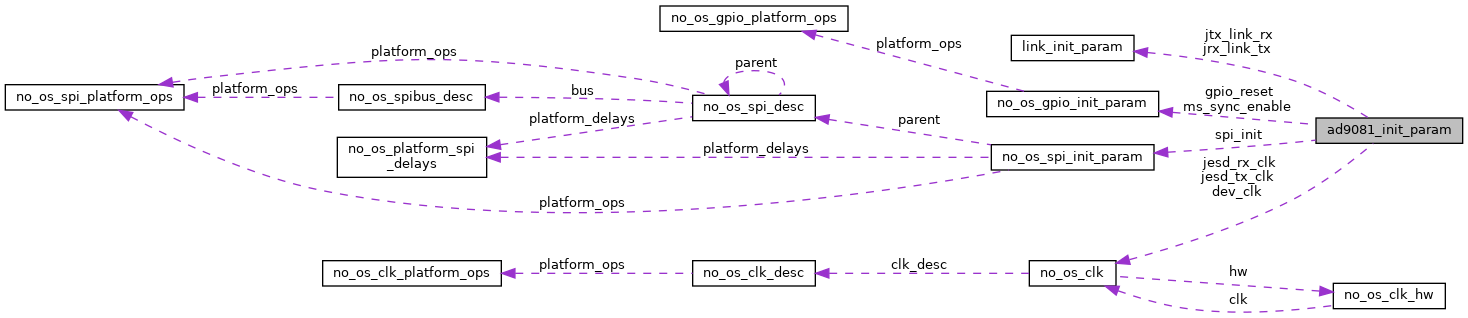 no_os_gpio_platform_ops
jtx_link_rx
jrx_link_tx
platform_ops
link_init_param
platform_ops
parent
gpio_reset
ms_sync_enable
no_os_spi_platform_ops
platform_ops
no_os_spibus_desc
bus
no_os_spi_desc
no_os_gpio_init_param
platform_delays
parent
spi_init
ad9081_init_param
no_os_platform_spi
_delays
platform_delays
no_os_spi_init_param
jesd_rx_clk
jesd_tx_clk
dev_clk
platform_ops
no_os_clk_platform_ops
platform_ops
no_os_clk_desc
clk_desc
no_os_clk
hw
clk
no_os_clk_hw